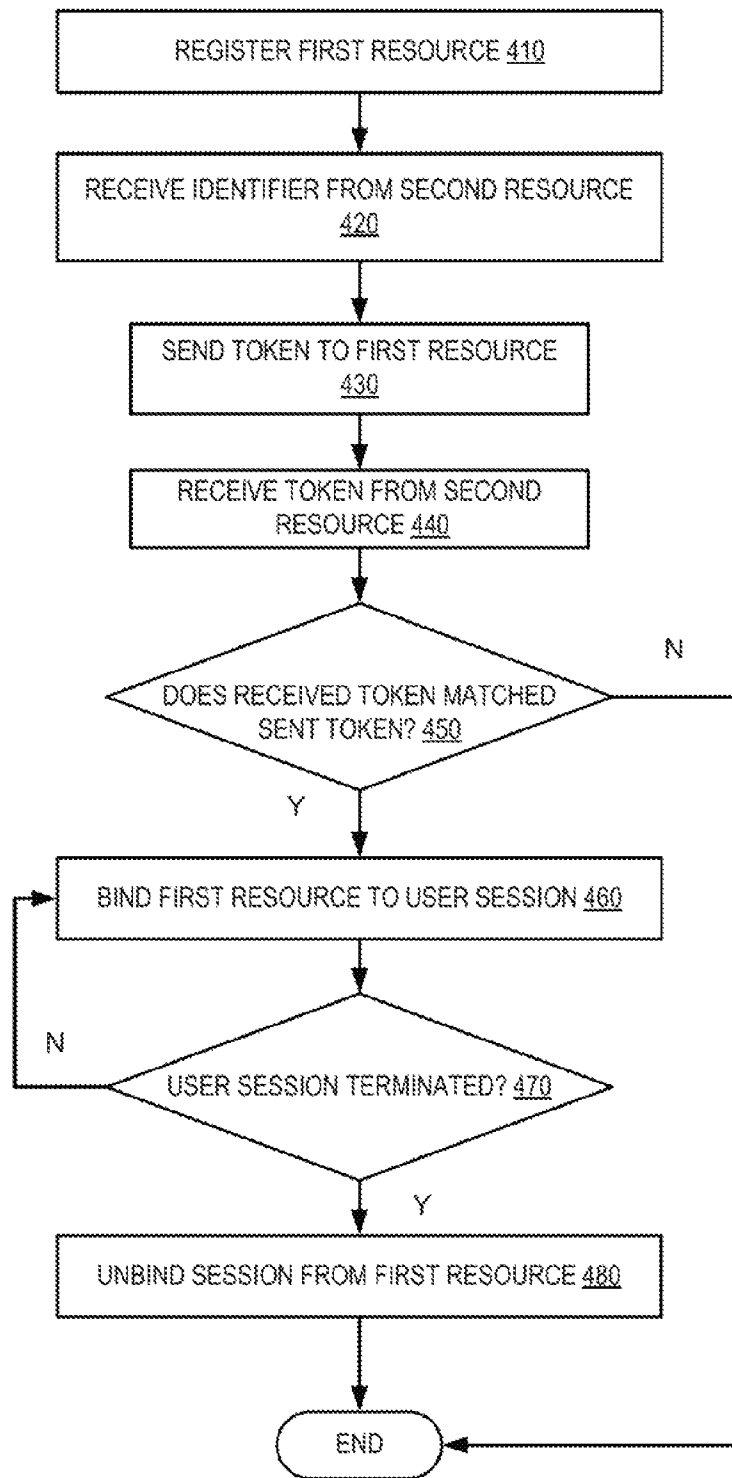 REGISTER FIRST RESOURCE 410
RECEIVE IDENTIFIER FROM SECOND RESOURCE
420
SEND TOKEN TO FIRST RESOURCE
430
RECEIVE TOKEN FROM SECOND
RESOURCE 440
N
DOES RECEIVED TOKEN MATCHED
SENT TOKEN? 450
Y
BIND FIRST RESOURCE TO USER SESSION 460
N
USER SESSION TERMINATED? 470
Y
UNBIND SESSION FROM FIRST RESOURCE 480
END